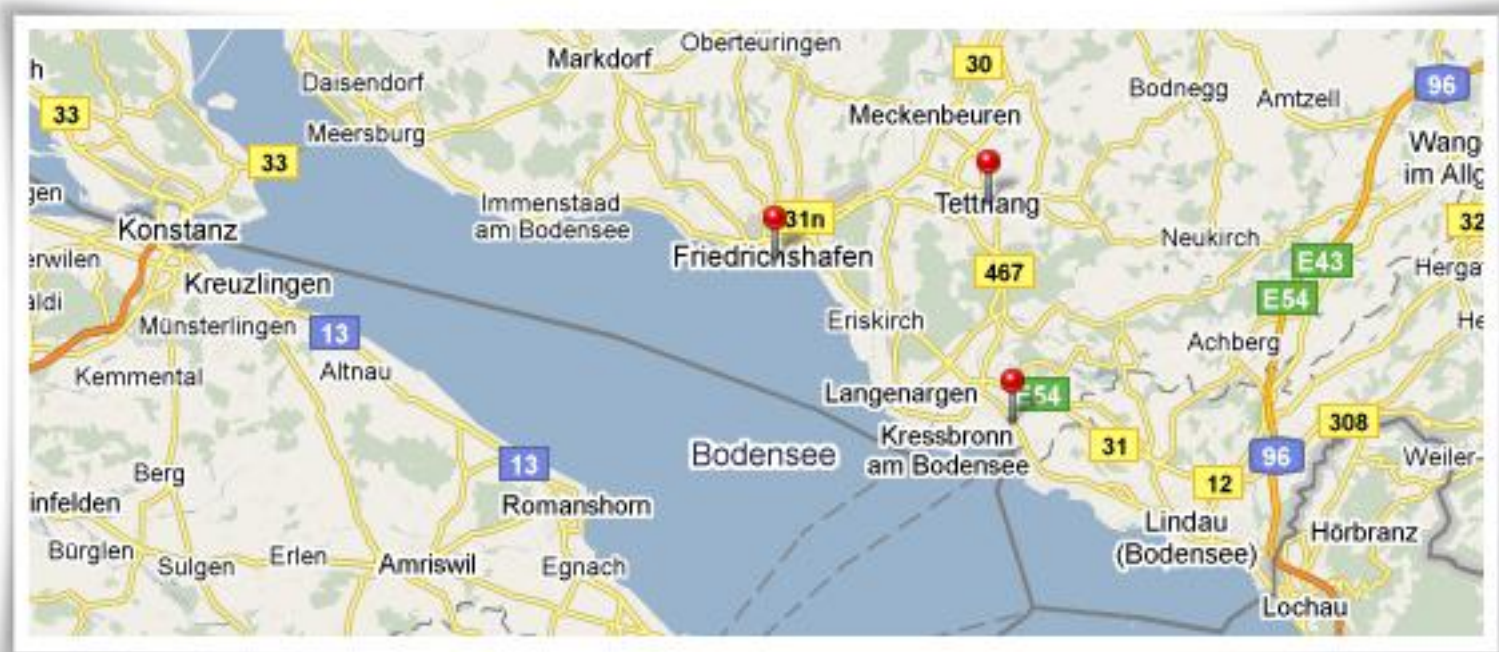 Oberteuringen
Markdorf
30
h
Daisendorf
Bodnegg
96
Amtzell
33
Meckenbeuren
Meersburg
Wang
im Allg
33
gen
Immenstaad
am Bodensee
Tettnang
31n
32
Konstanz
Neukirch
Friedrichshafen
erwilen
E43
Herga
467
Kreuzlingen
aldi
E54
Münsterlingen
13
Eriskirch
He
Achberg
Kemmental
Altnau
Langenargen
E54
308
Kressbronn
am Bodensee
31
Bodensee
96
Weiler-
13
Berg
12
infelden
Romanshorn
Lindau
(Bodensee)
Hörbranz
Bürglen
Sulgen
Erlen
Amriswil
Egnach
Lochau